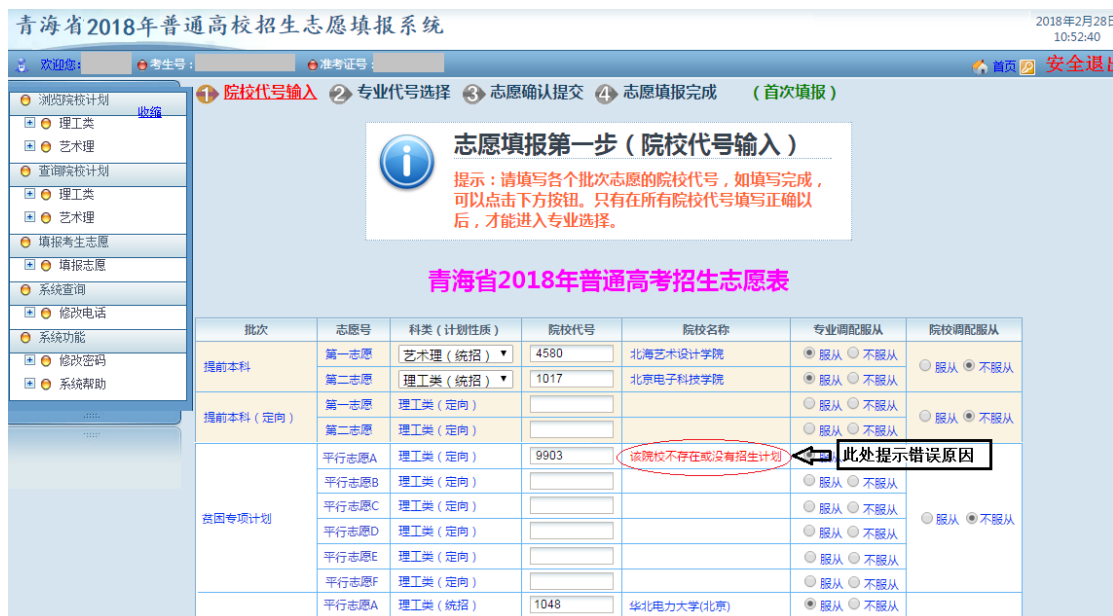 青海省2018年普通高校招生志愿填报系统
2018年2月28日
10:52:40
欢迎您: 考生号: 准考证号: 首页 安全退出
浏览院校计划
收缩
理工类
艺术理
查询院校计划
理工类
艺术理
填报考生志愿
填报志愿
系统查询
修改电话
系统功能
修改密码
系统帮助
1 院校代号输入 2 专业代号选择 3 志愿确认提交 4 志愿填报完成 (首次填报)
志愿填报第一步(院校代号输入)
提示:请填写各个批次志愿的院校代号,如填写完成,
可以点击下方按钮。只有在所有院校代号填写正确以
后,才能进入专业选择。
青海省2018年普通高考招生志愿表
批次 志愿号 科类(计划性质) 院校代号 院校名称 专业调配服从 院校调配服从
提前本科 第一志愿 艺术理(统招) 4580 北海艺术设计学院 服从 不服从 服从 不服从
第二志愿 理工类(统招) 1017 北京电子科技学院 服从 不服从
提前本科(定向) 第一志愿 理工类(定向) 服从 不服从 服从 不服从
第二志愿 理工类(定向) 服从 不服从
贫困专项计划 平行志愿A 理工类(定向) 9903 该院校不存在或没有招生计划 此处提示错误原因
平行志愿B 理工类(定向) 服从 不服从
平行志愿C 理工类(定向) 服从 不服从 服从 不服从
平行志愿D 理工类(定向) 服从 不服从
平行志愿E 理工类(定向) 服从 不服从
平行志愿F 理工类(定向) 服从 不服从
平行志愿A 理工类(统招) 1048 华北电力大学(北京) 服从 不服从